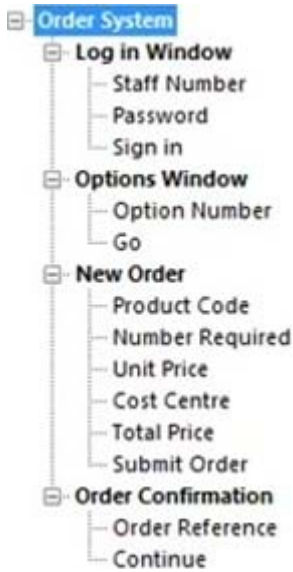 Order System
Log in Window
Staff Number
Password
Sign in
Options Window
Option Number
Go
New Order
Product Code
Number Required
Unit Price
Cost Centre
Total Price
Submit Order
Order Confirmation
Order Reference
Continue